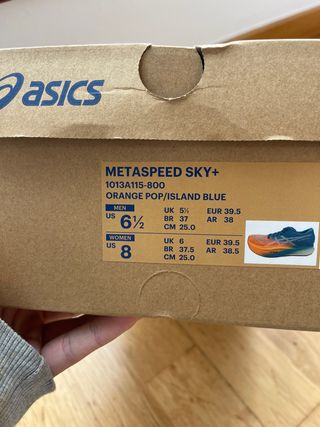 asics
METASPEED SKY+
1013A115-800
ORANGE POP/ISLAND BLUE
MEN
US 6½
UK 5½ EUR 39.5
BR 37 AR 38
CM 25.0
WOMEN
US 8
UK 6 EUR 39.5
BR 37.5 AR 38.5
CM 25.0